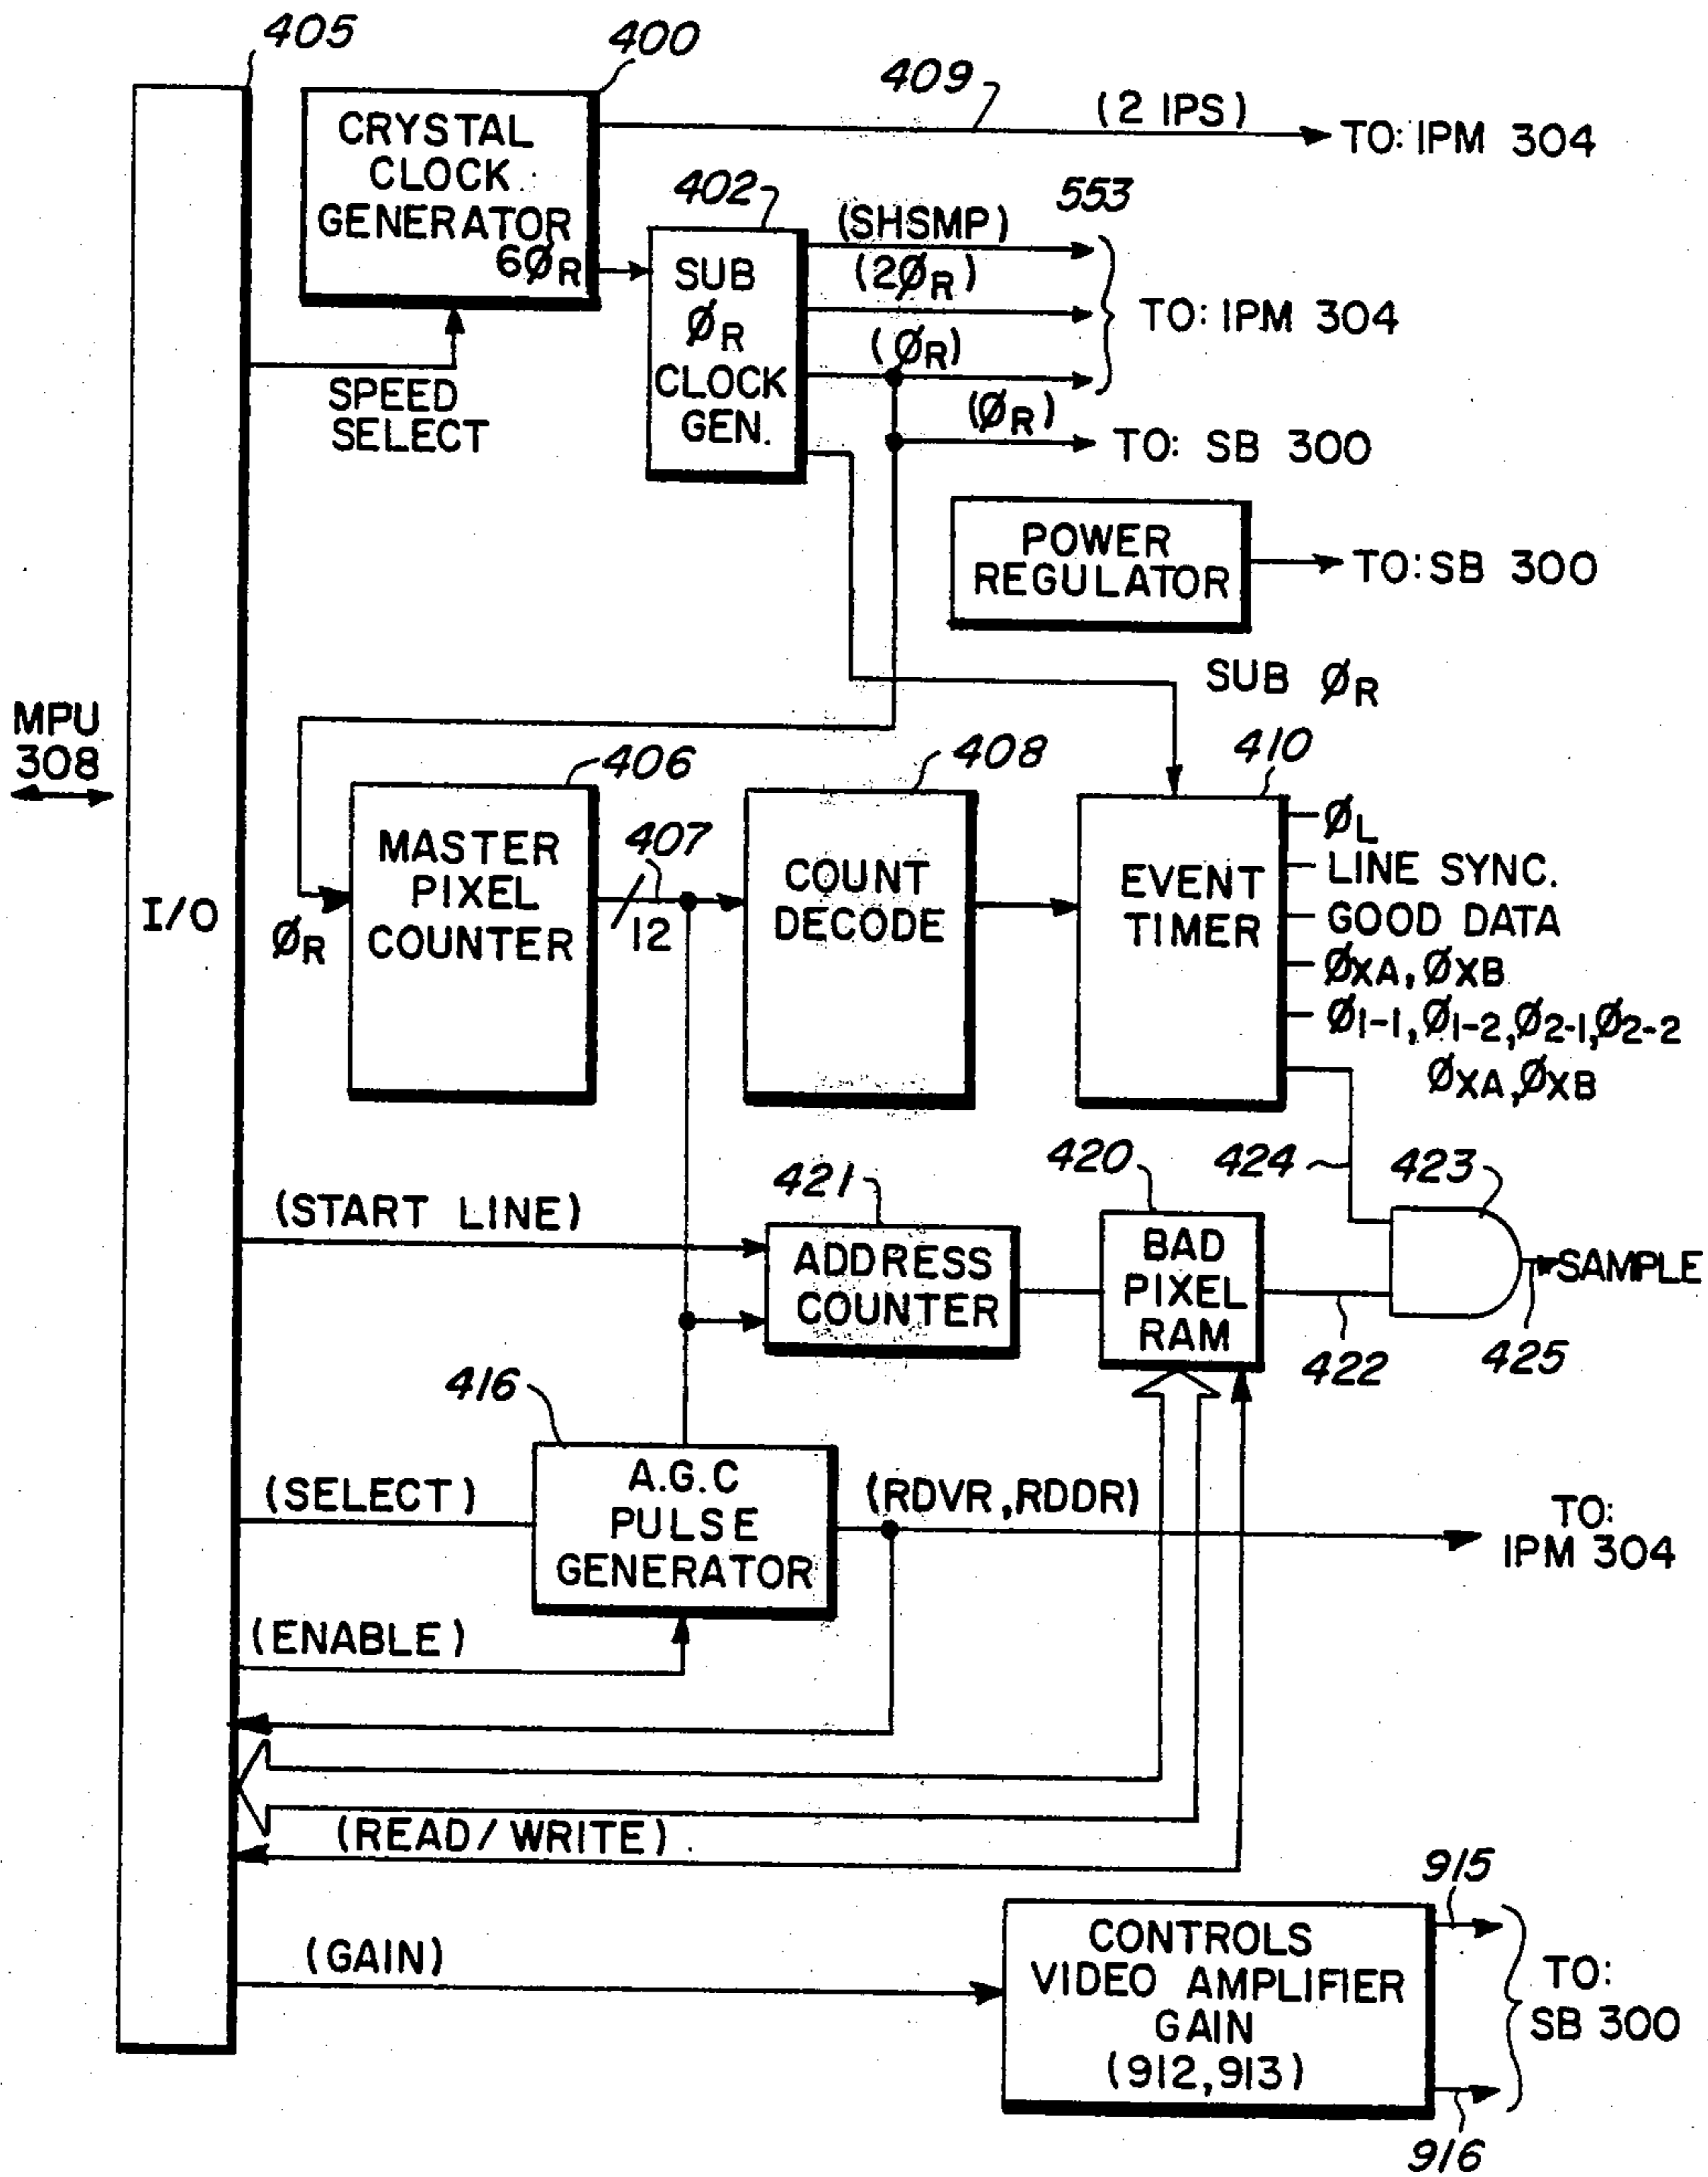 405
400
409
(2 IPS)
TO: IPM 304
CRYSTAL
CLOCK
GENERATOR
6ØR
402
553
(SHSMP)
(2ØR)
(ØR)
TO: IPM 304
SUB
ØR
CLOCK
GEN.
SPEED
SELECT
(ØR)
TO: SB 300
POWER
REGULATOR
TO: SB 300
SUB ØR
MPU
308
I/O
406
408
410
407
12
ØR
MASTER
PIXEL
COUNTER
COUNT
DECODE
EVENT
TIMER
ØL
LINE SYNC.
GOOD DATA
ØXA, ØXB
Ø1-1, Ø1-2, Ø2-1, Ø2-2
ØXA, ØXB
424
423
420
421
(START LINE)
ADDRESS
COUNTER
BAD
PIXEL
RAM
SAMPLE
422
425
416
(SELECT)
A.G.C
PULSE
GENERATOR
(RDVR, RDDR)
TO:
IPM 304
(ENABLE)
(READ/WRITE)
(GAIN)
CONTROLS
VIDEO AMPLIFIER
GAIN
(912, 913)
915
TO:
SB 300
916